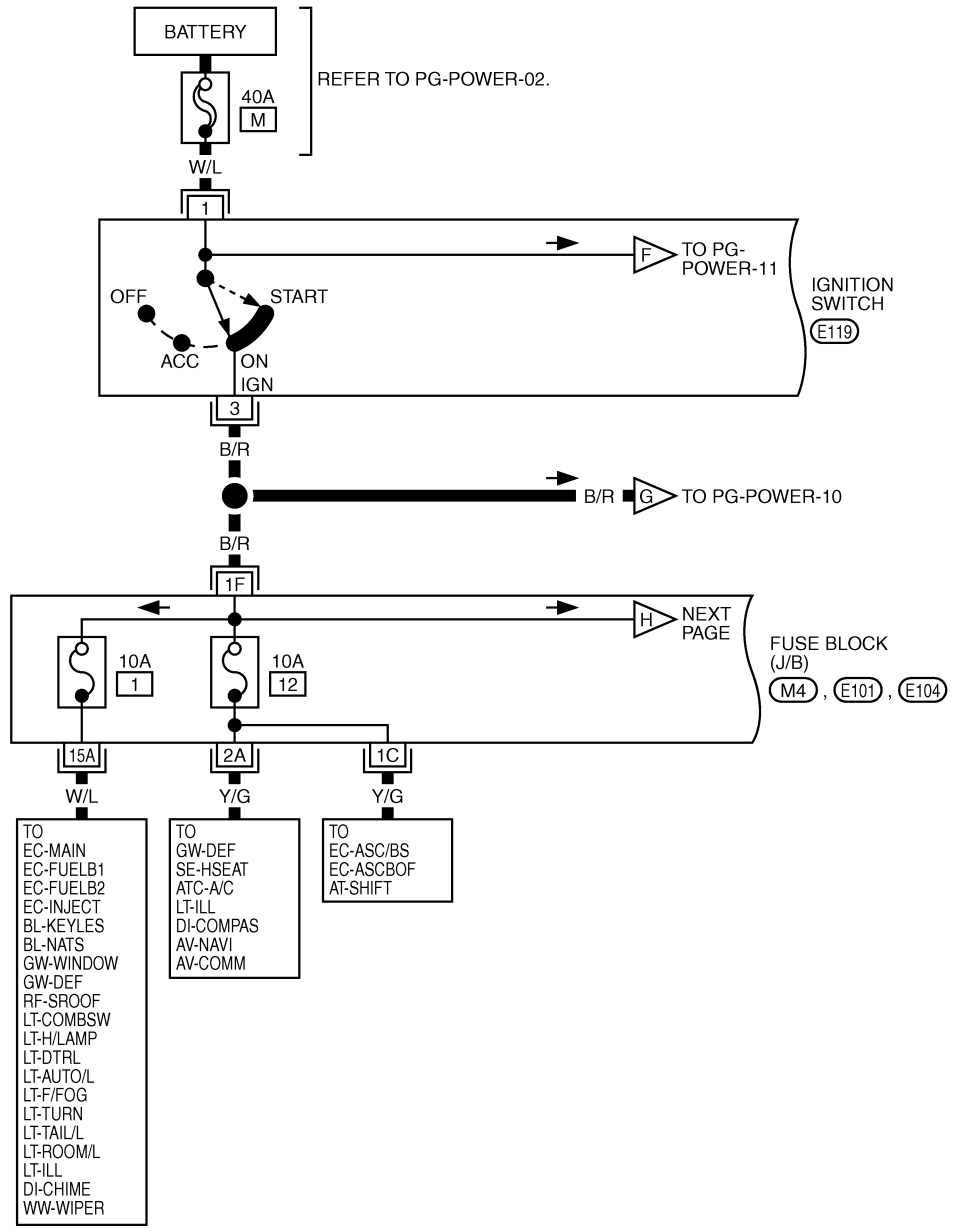 BATTERY
REFER TO PG-POWER-02.
40A
M
W/L
1
F
TO PG-
POWER-11
IGNITION
SWITCH
E119
OFF
START
ACC
ON
IGN
3
B/R
B/R
G
TO PG-POWER-10
B/R
1F
H
NEXT
PAGE
FUSE BLOCK
(J/B)
M4 , E101 , E104
10A
1
10A
12
15A
2A
1C
W/L
Y/G
Y/G
TO
EC-MAIN
EC-FUELB1
EC-FUELB2
EC-INJECT
BL-KEYLES
BL-NATS
GW-WINDOW
GW-DEF
RF-SROOF
LT-COMBSW
LT-H/LAMP
LT-DTRL
LT-AUTO/L
LT-F/FOG
LT-TURN
LT-TAIL/L
LT-ROOM/L
LT-ILL
DI-CHIME
WW-WIPER
TO
GW-DEF
SE-HSEAT
ATC-A/C
LT-ILL
DI-COMPAS
AV-NAVI
AV-COMM
TO
EC-ASC/BS
EC-ASCBOF
AT-SHIFT